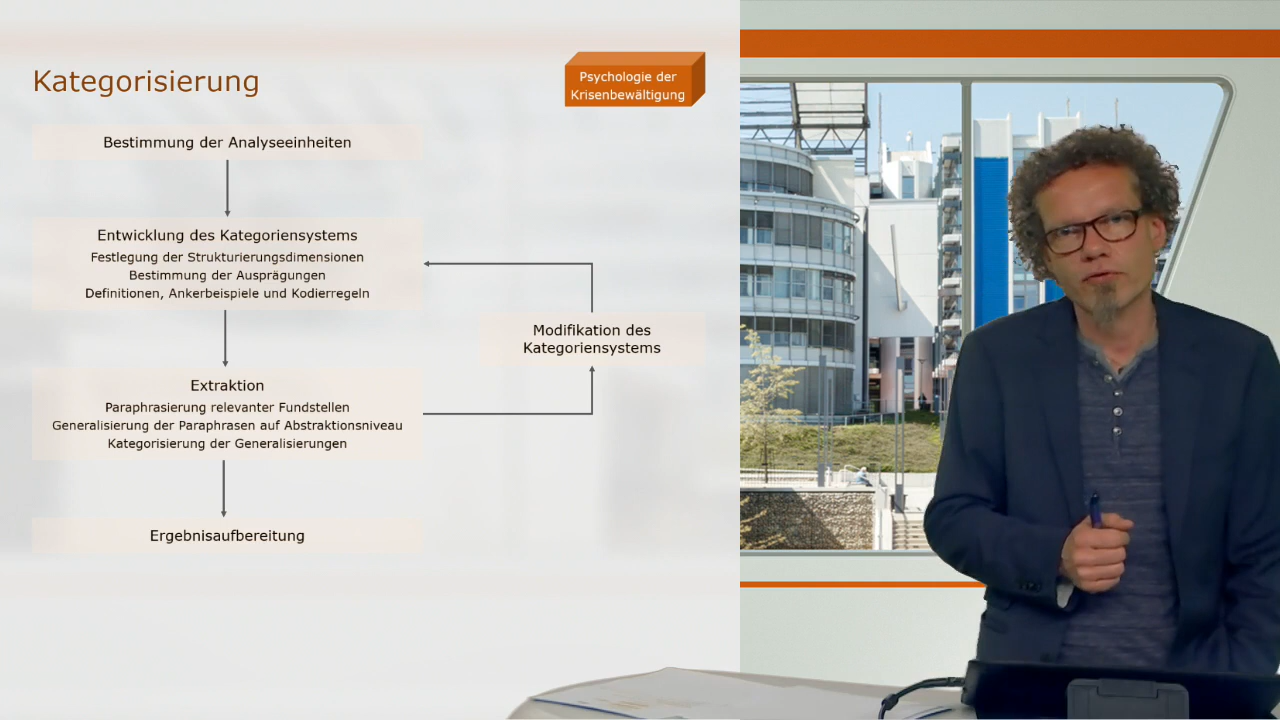 Kategorisierung
Psychologie der
Krisenbewältigung
Bestimmung der Analyseeinheiten
Entwicklung des Kategoriensystems
Festlegung der Strukturierungsdimensionen
Bestimmung der Ausprägungen
Definitionen, Ankerbeispiele und Kodierregeln
Modifikation des
Kategoriensystems
Extraktion
Paraphrasierung relevanter Fundstellen
Generalisierung der Paraphrasen auf Abstraktionsniveau
Kategorisierung der Generalisierungen
Ergebnisaufbereitung